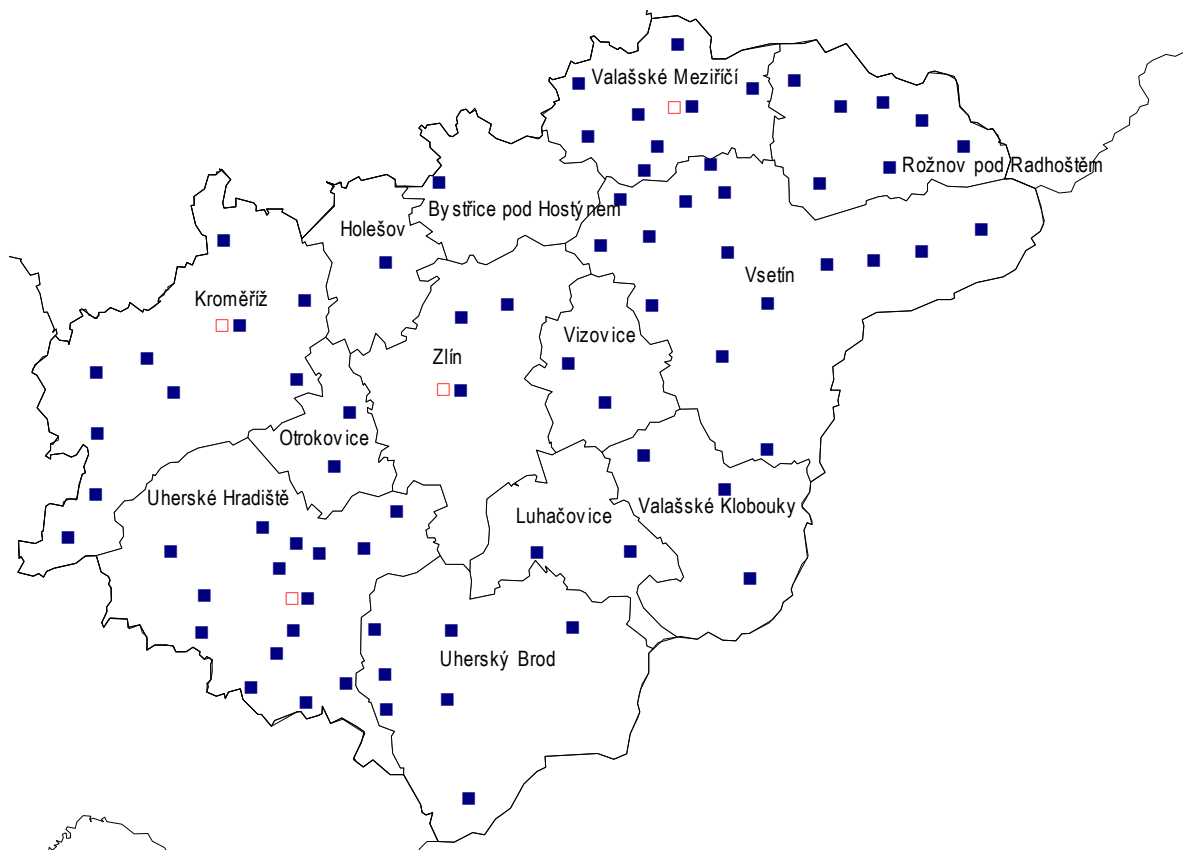 Valašské Meziříčí
Rožnov pod Radhoštěm
Bystřice pod Hostýnem
Holešov
Vsetín
Kroměříž
Vizovice
Zlín
Otrokovice
Uherské Hradiště
Valašské Klobouky
Luhačovice
Uherský Brod